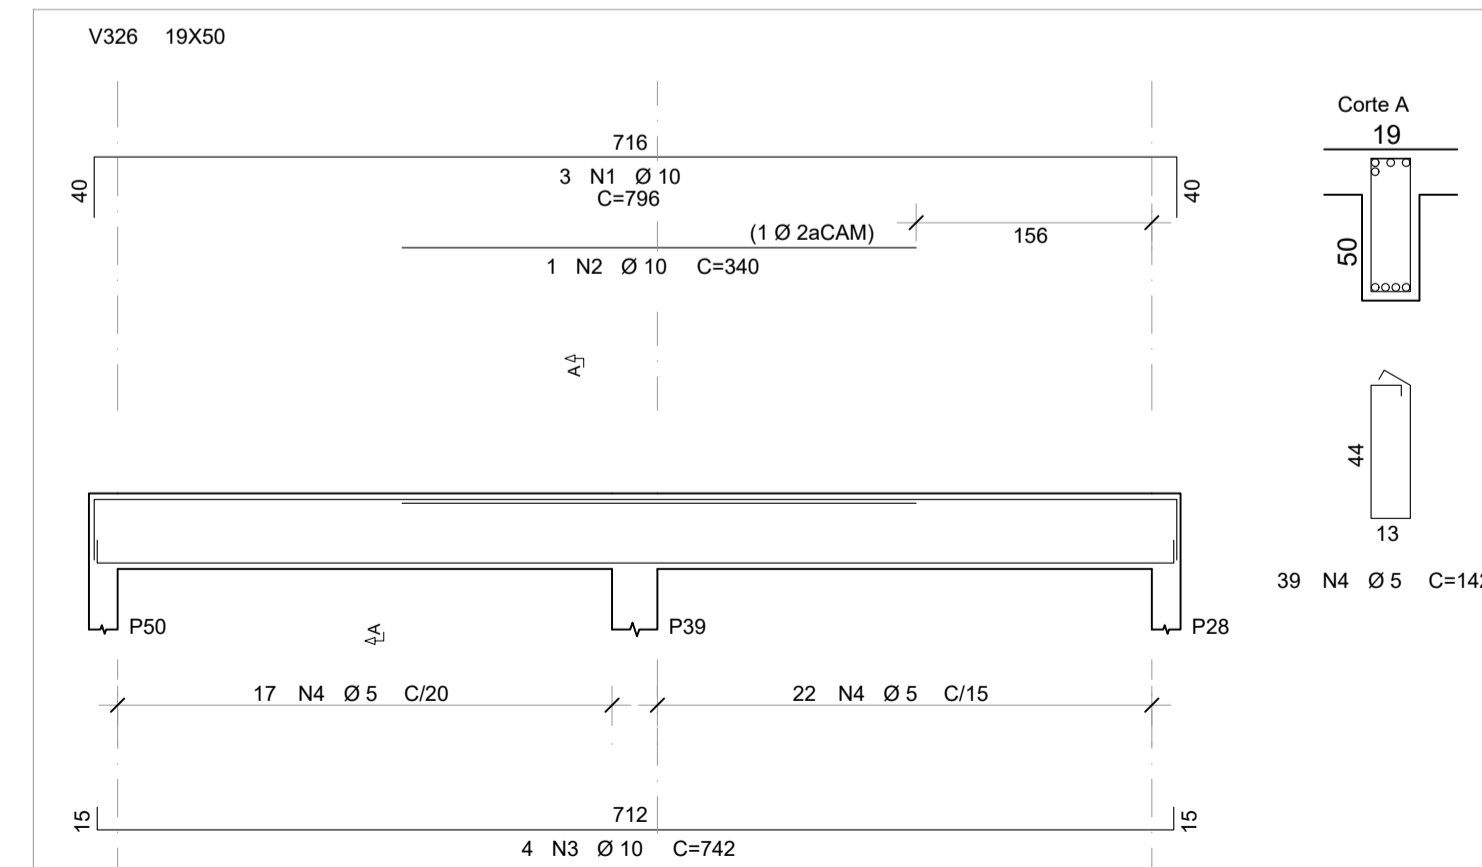 V326 19X50
716
40
3 N1 Ø 10
C=796
40
(1 Ø 2aCAM)
156
1 N2 Ø 10 C=340
A
Corte A
19
50
44
13
39 N4 Ø 5 C=142
P50
A
P39
P28
17 N4 Ø 5 C/20
22 N4 Ø 5 C/15
15
712
15
4 N3 Ø 10 C=742